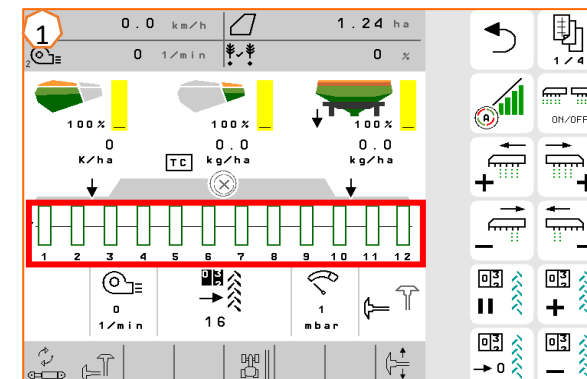 1
0.0 km/h
1.24 ha
2
0 1/min
0 %
1/4
100%
100%
100%
A
ON/OFF
0
0.0
0.0
K/ha
TC
kg/ha
kg/ha
1 2 3 4 5 6 7 8 9 10 11 12
0
1/min
16
1
mbar
→ 0